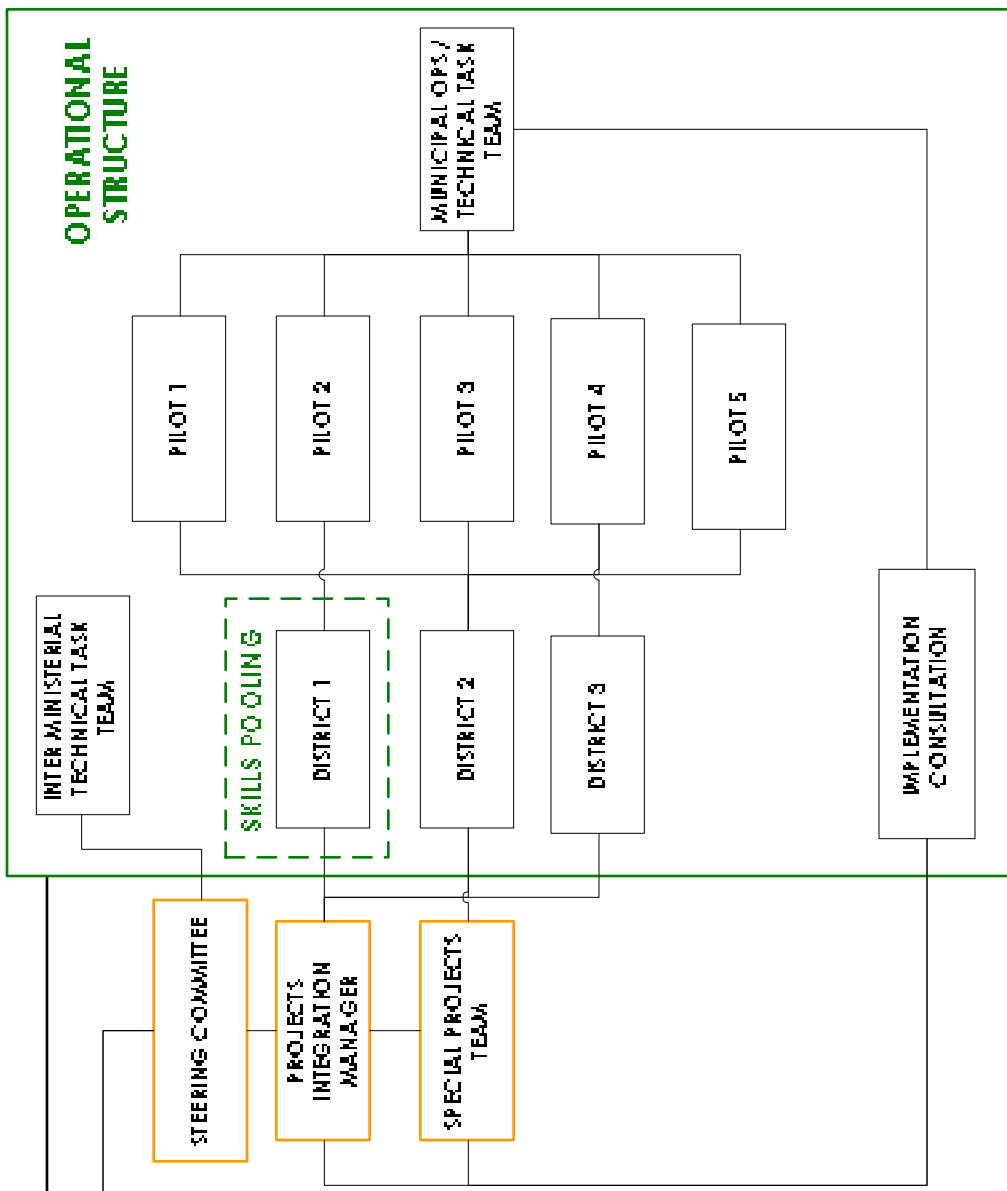 OPERATIONAL
STRUCTURE
INTER MINISTERIAL
TECHNICAL TASK
TEAM
STEERING COMMITTEE
PROJECTS
INTEGRATION
MANAGER
SPECIAL PROJECTS
TEAM
SKILLS POOLING
DISTRICT 1
DISTRICT 2
DISTRICT 3
PILOT 1
PILOT 2
PILOT 3
PILOT 4
PILOT 5
MUNICIPAL OPS/
TECHNICAL TASK
TEAM
IMPLEMENTATION
CONSULTATION